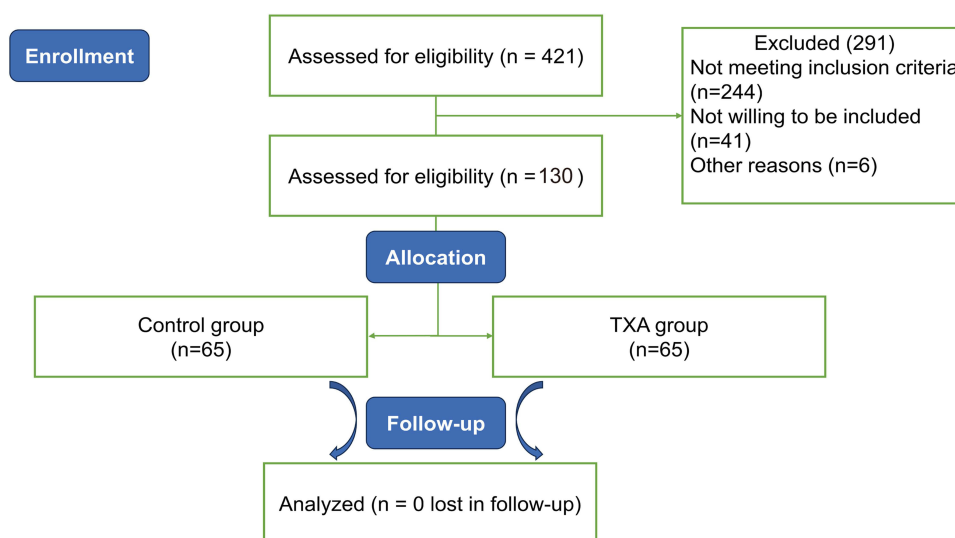 Enrollment
Assessed for eligibility (n = 421)
Excluded (291)
Not meeting inclusion criteria
(n=244)
Not willing to be included
(n=41)
Other reasons (n=6)
Assessed for eligibility (n =130)
Allocation
Control group
(n=65)
TXA group
(n=65)
Follow-up
Analyzed (n = 0 lost in follow-up)